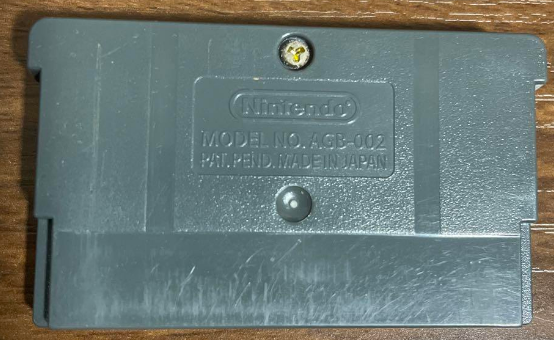 Nintendo
MODEL NO. AGB-002
PAT. PEND. MADE IN JAPAN